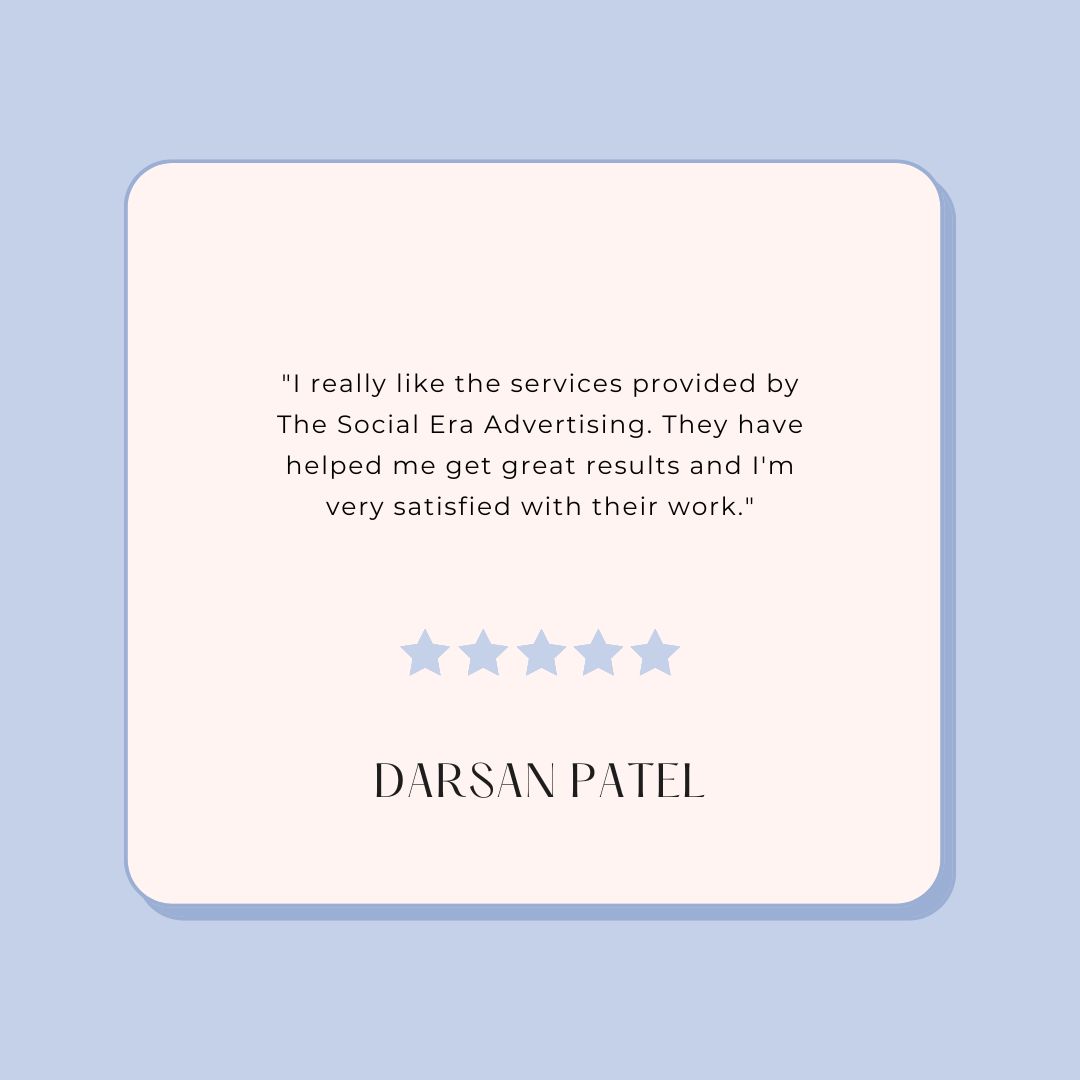 "I really like the services provided by
The Social Era Advertising. They have
helped me get great results and I'm
very satisfied with their work."
DARSAN PATEL